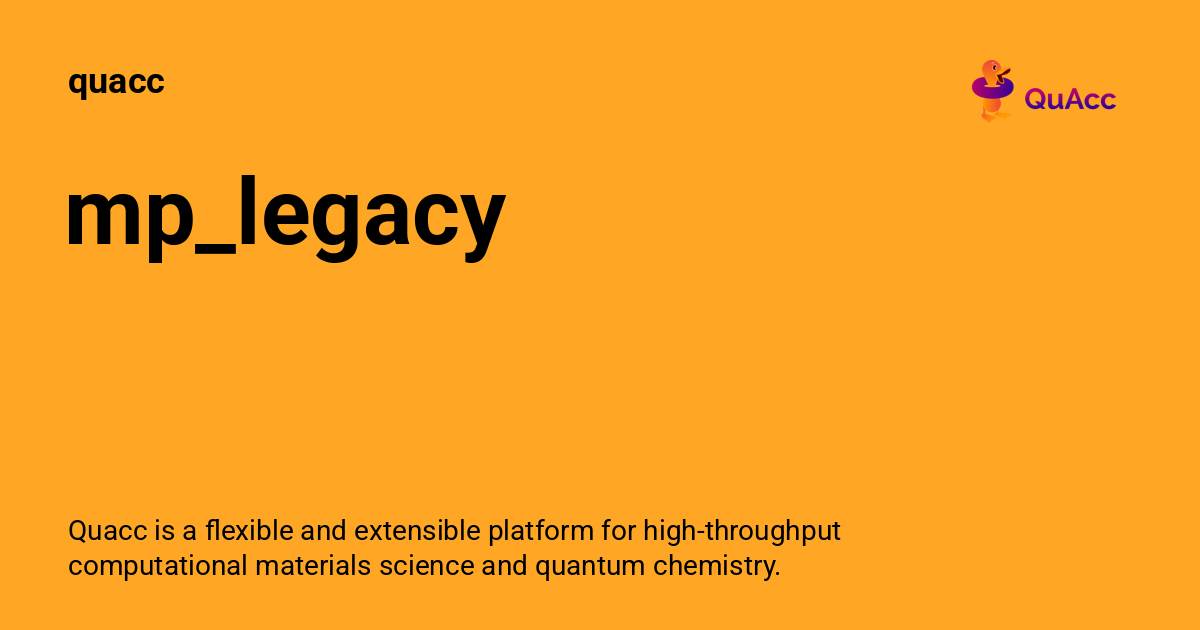 quacc
QuAcc
mp_legacy
Quacc is a flexible and extensible platform for high-throughput
computational materials science and quantum chemistry.